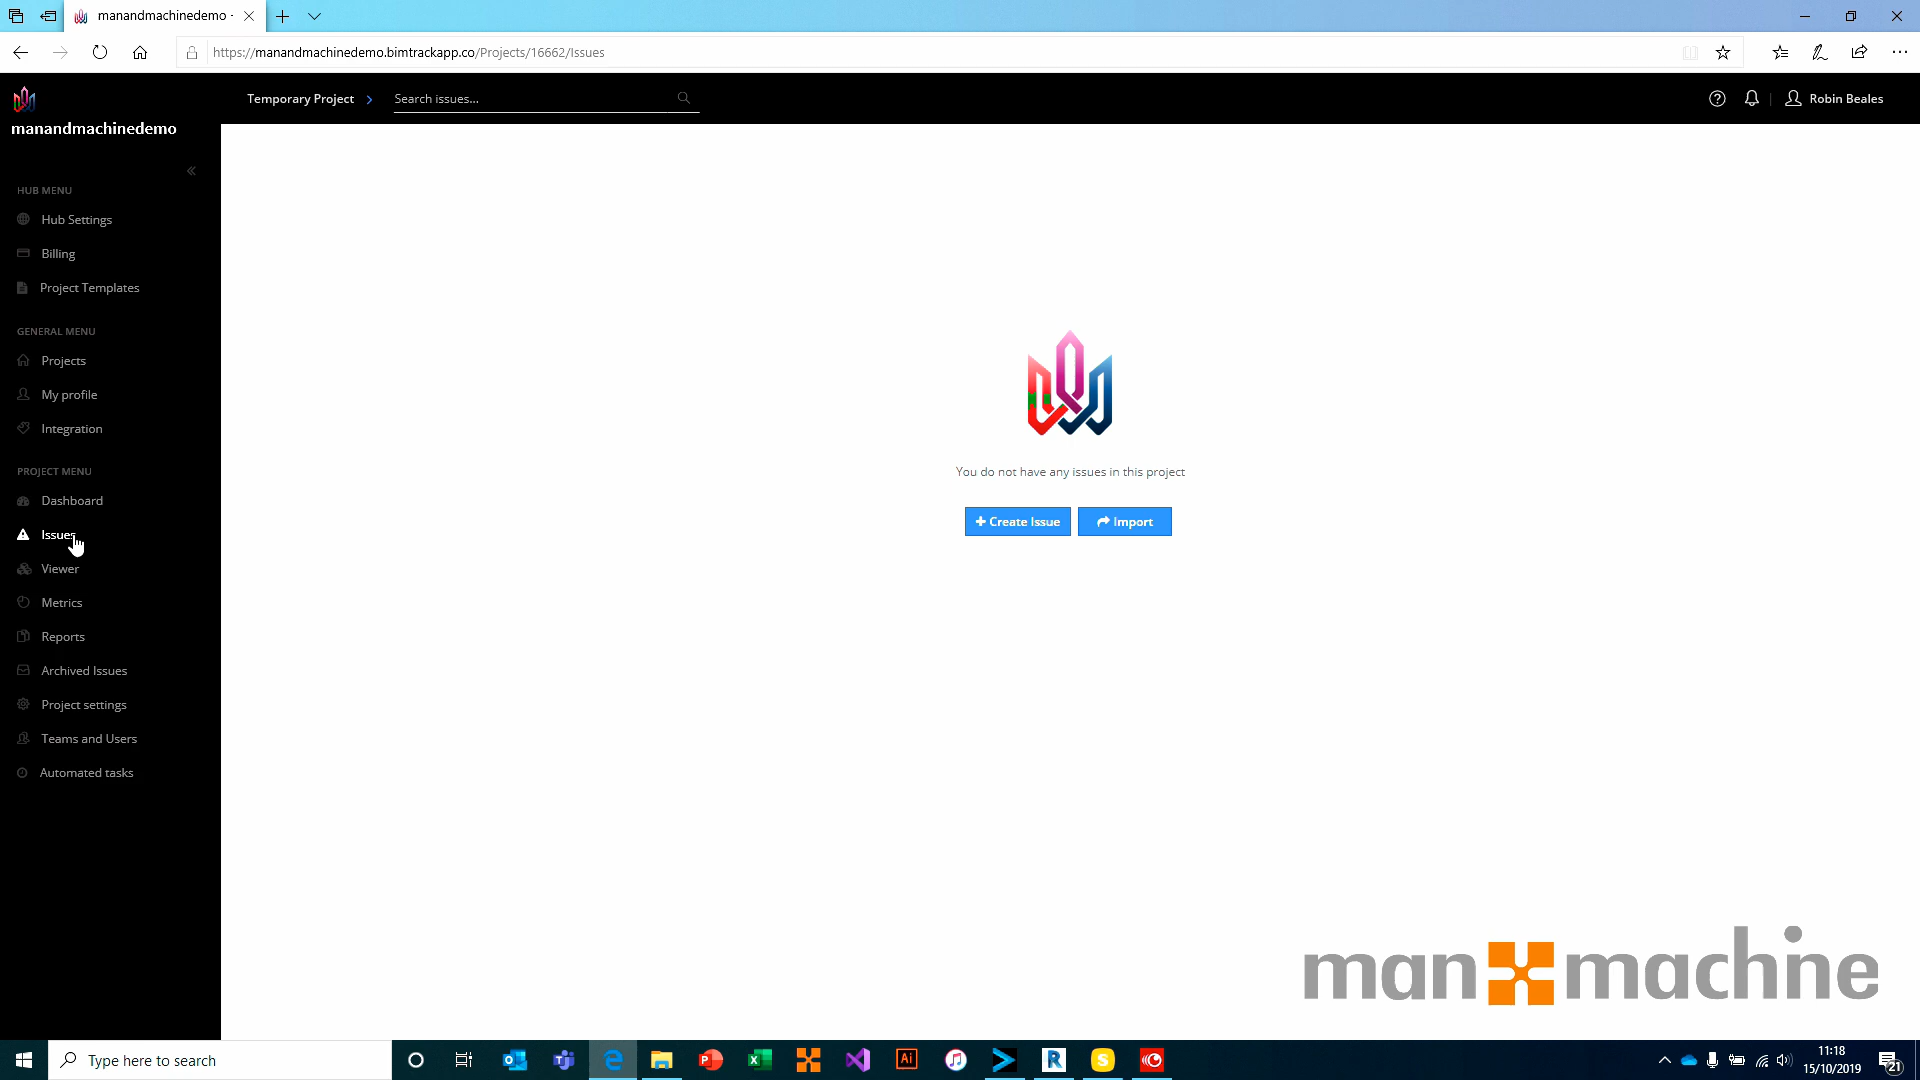 manandmachinedemo -
https://manandmachinedemo.bimtrackapp.co/Projects/16662/Issues
manandmachinedemo
Temporary Project
Search issues...
Robin Beales
HUB MENU
Hub Settings
Billing
Project Templates
GENERAL MENU
Projects
My profile
Integration
PROJECT MENU
Dashboard
Issues
Viewer
Metrics
Reports
Archived Issues
Project settings
Teams and Users
Automated tasks
You do not have any issues in this project
Create Issue
Import
man machine
Type here to search
Ai
R
S
11:18
15/10/2019
21